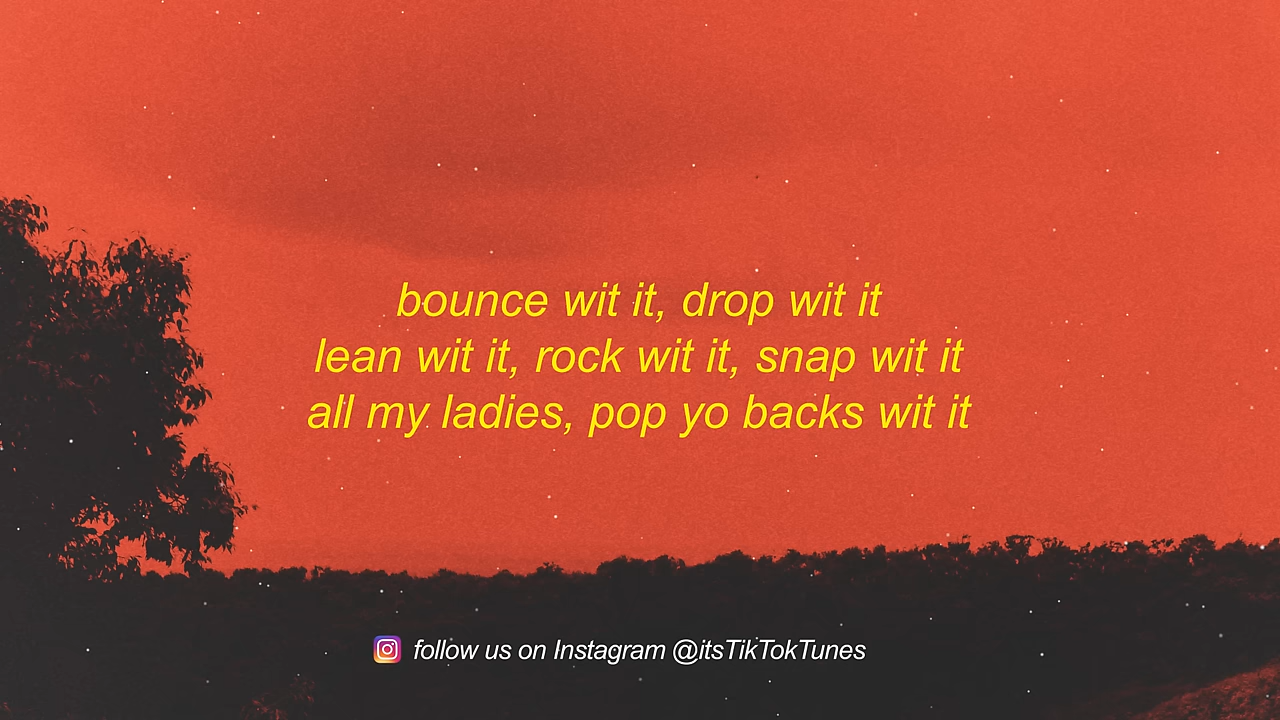 bounce wit it, drop wit it
lean wit it, rock wit it, snap wit it
all my ladies, pop yo backs wit it
follow us on Instagram @itsTikTokTunes